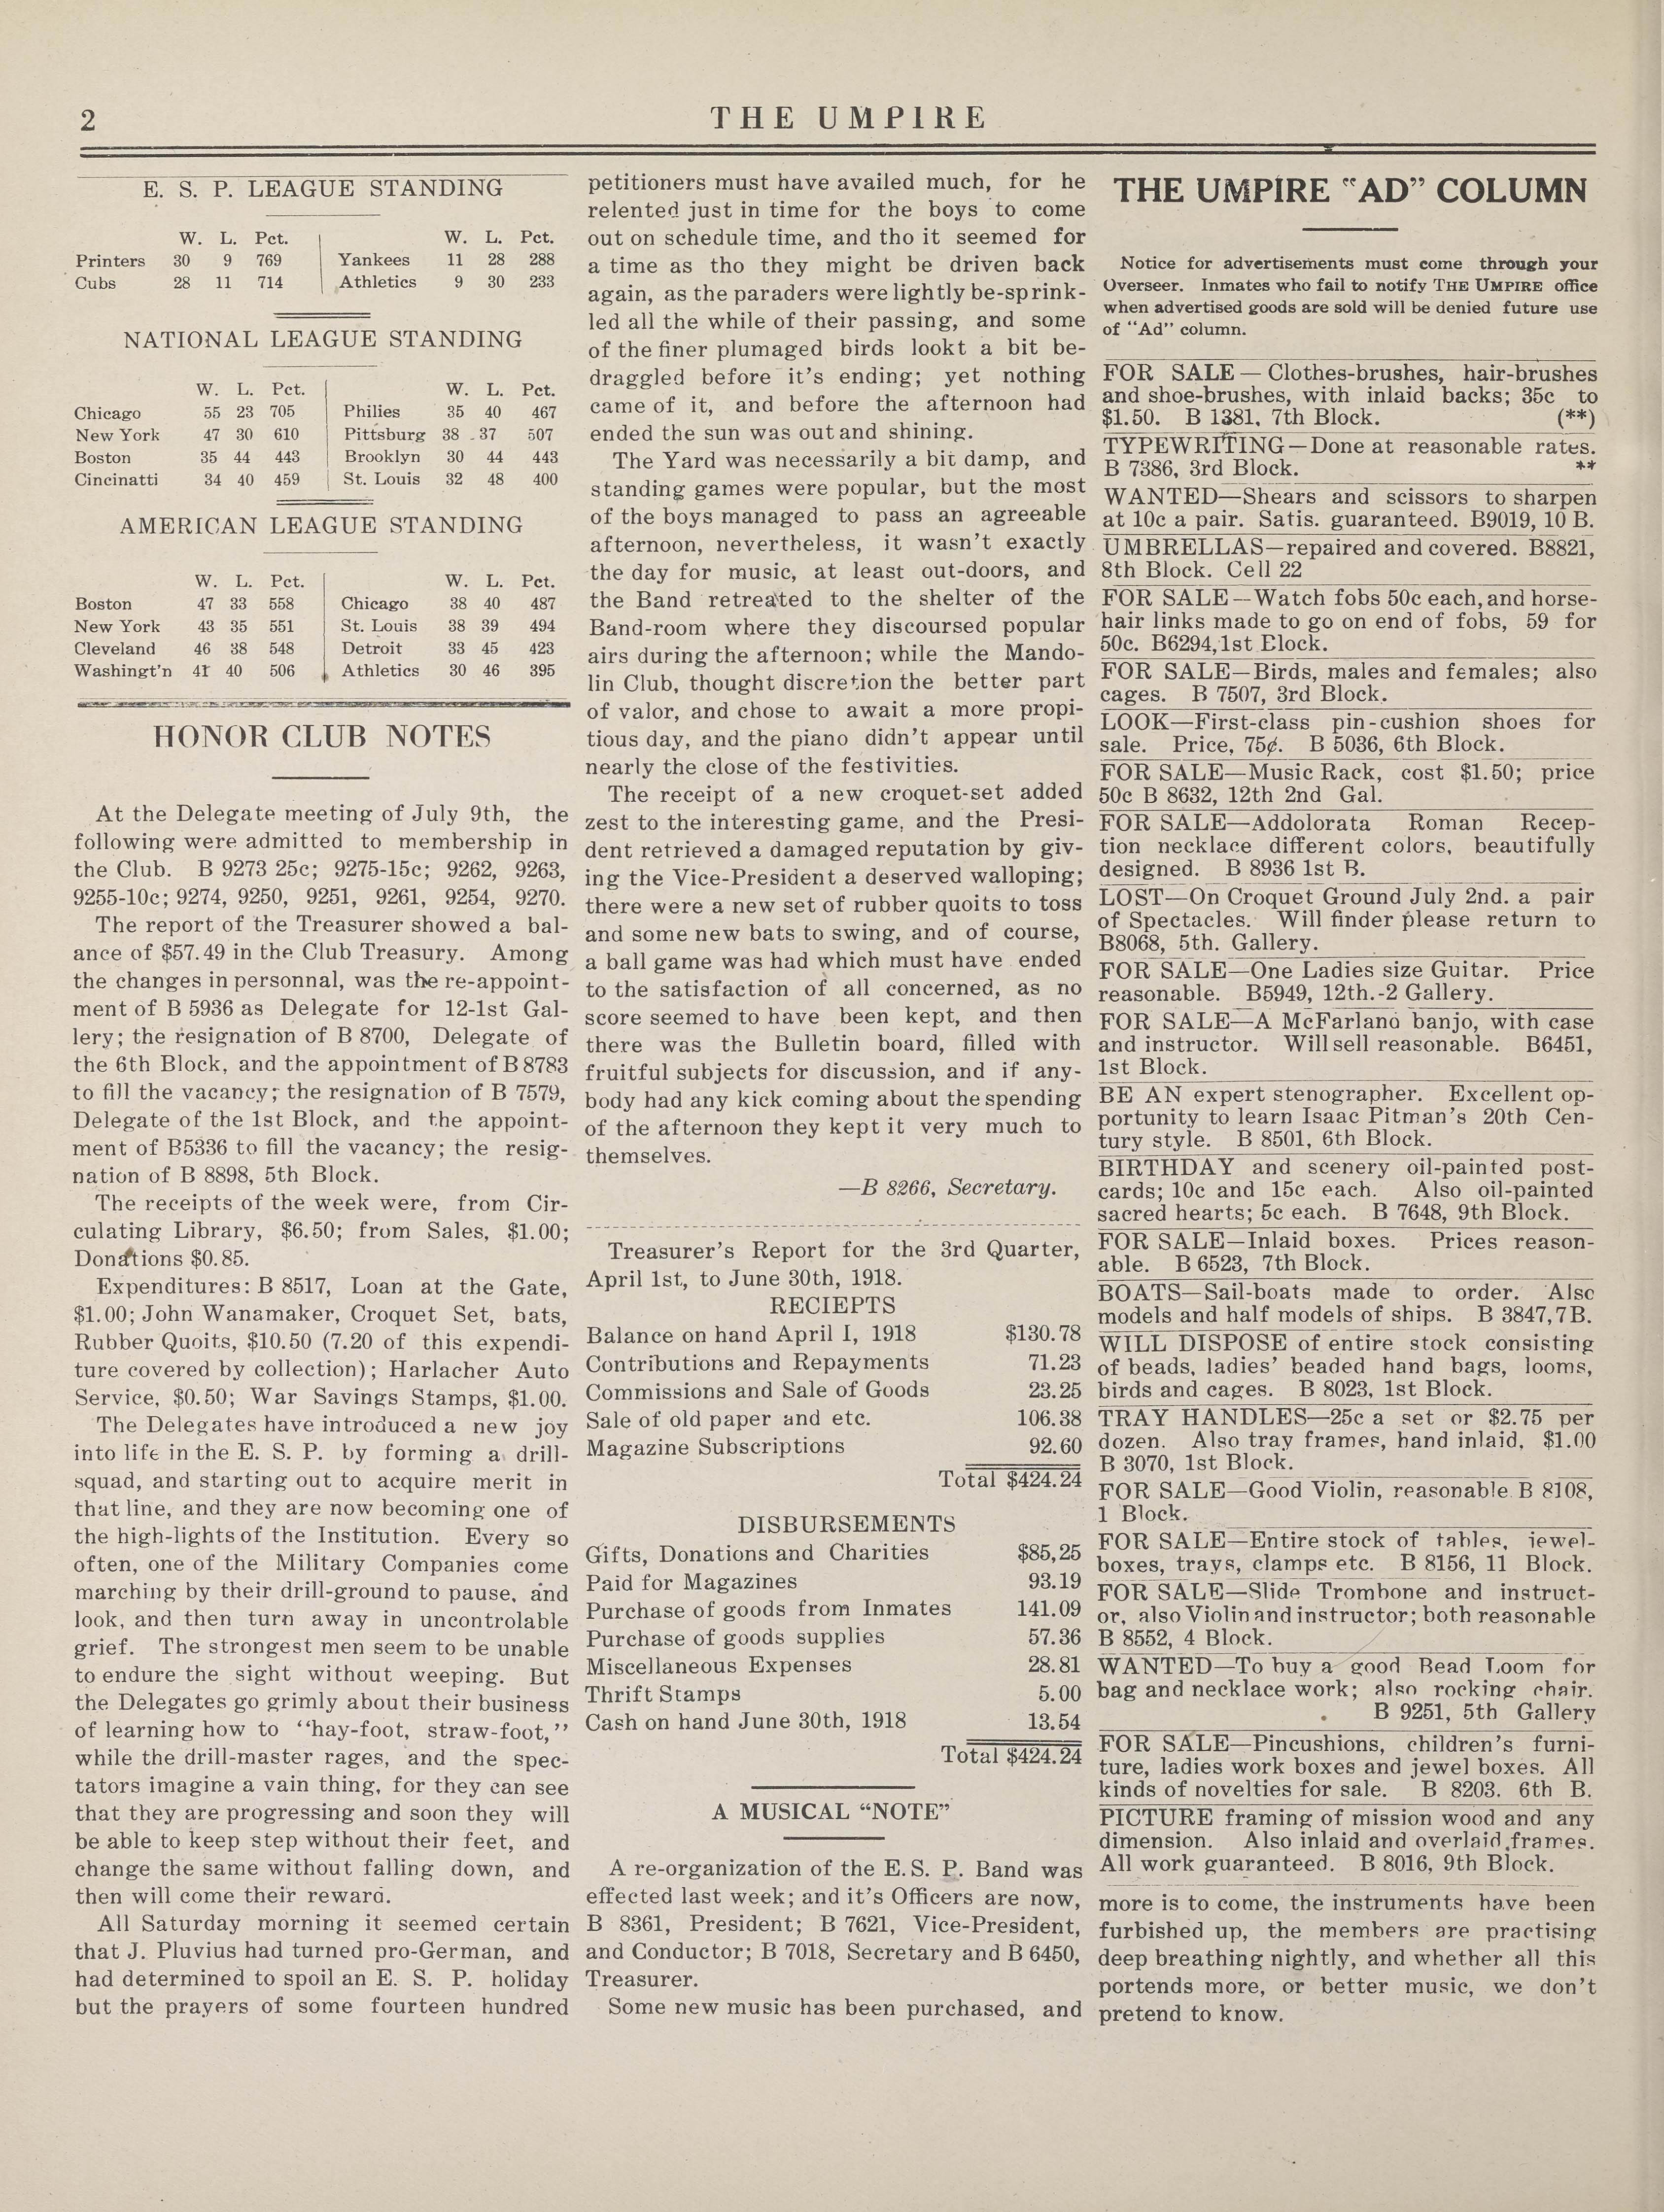 2
THE UMPIRE
E. S. P. LEAGUE STANDING
W. L. Pct. W. L. Pct.
Printers 30 9 769 Yankees 11 28 288
Cubs 28 11 714 Athletics 9 30 233
NATIONAL LEAGUE STANDING
W. L. Pct. W. L. Pct.
Chicago 55 23 705 Philies 35 40 467
New York 47 30 610 Pittsburg 38 37 507
Boston 35 44 443 Brooklyn 30 44 443
Cincinatti 34 40 459 St. Louis 32 48 400
AMERICAN LEAGUE STANDING
W. L. Pct. W. L. Pct.
Boston 47 33 558 Chicago 38 40 487
New York 43 35 551 St. Louis 38 39 494
Cleveland 46 38 548 Detroit 33 45 423
Washingt'n 41 40 506 Athletics 30 46 395
HONOR CLUB NOTES
At the Delegate meeting of July 9th, the
following were admitted to membership in
the Club. B 9273 25c; 9275-15c; 9262, 9263,
9255-10c; 9274, 9250, 9251, 9261, 9254, 9270.
The report of the Treasurer showed a bal-
ance of $57.49 in the Club Treasury. Among
the changes in personnal, was the re-appoint-
ment of B 5936 as Delegate for 12-1st Gal-
lery; the resignation of B 8700, Delegate of
the 6th Block, and the appointment of B 8783
to fill the vacancy; the resignation of B 7579,
Delegate of the 1st Block, and the appoint-
ment of B5336 to fill the vacancy; the resig-
nation of B 8898, 5th Block.
The receipts of the week were, from Cir-
culating Library, $6.50; from Sales, $1.00;
Donations $0.85.
Expenditures: B 8517, Loan at the Gate,
$1.00; John Wanamaker, Croquet Set, bats,
Rubber Quoits, $10.50 (7.20 of this expendi-
ture covered by collection); Harlacher Auto
Service, $0.50; War Savings Stamps, $1.00.
The Delegates have introduced a new joy
into life in the E. S. P. by forming a drill-
squad, and starting out to acquire merit in
that line, and they are now becoming one of
the high-lights of the Institution. Every so
often, one of the Military Companies come
marching by their drill-ground to pause, and
look, and then turn away in uncontrolable
grief. The strongest men seem to be unable
to endure the sight without weeping. But
the Delegates go grimly about their business
of learning how to "hay-foot, straw-foot,"
while the drill-master rages, and the spec-
tators imagine a vain thing, for they can see
that they are progressing and soon they will
be able to keep step without their feet, and
change the same without falling down, and
then will come their reward.
All Saturday morning it seemed certain
that J. Pluvius had turned pro-German, and
had determined to spoil an E. S. P. holiday
but the prayers of some fourteen hundred
petitioners must have availed much, for he
relented just in time for the boys to come
out on schedule time, and tho it seemed for
a time as tho they might be driven back
again, as the paraders were lightly be-sprink-
led all the while of their passing, and some
of the finer plumaged birds lookt a bit be-
draggled before it's ending; yet nothing
came of it, and before the afternoon had
ended the sun was out and shining.
The Yard was necessarily a bit damp, and
standing games were popular, but the most
of the boys managed to pass an agreeable
afternoon, nevertheless, it wasn't exactly
the day for music, at least out-doors, and
the Band retreated to the shelter of the
Band-room where they discoursed popular
airs during the afternoon; while the Mando-
lin Club, thought discretion the better part
of valor, and chose to await a more propi-
tious day, and the piano didn't appear until
nearly the close of the festivities.
The receipt of a new croquet-set added
zest to the interesting game, and the Presi-
dent retrieved a damaged reputation by giv-
ing the Vice-President a deserved walloping;
there were a new set of rubber quoits to toss
and some new bats to swing, and of course,
a ball game was had which must have ended
to the satisfaction of all concerned, as no
score seemed to have been kept, and then
there was the Bulletin board, filled with
fruitful subjects for discussion, and if any-
body had any kick coming about the spending
of the afternoon they kept it very much to
themselves.
—B 8266, Secretary.
Treasurer's Report for the 3rd Quarter,
April 1st, to June 30th, 1918.
RECIEPTS
Balance on hand April I, 1918 $130.78
Contributions and Repayments 71.23
Commissions and Sale of Goods 23.25
Sale of old paper and etc. 106.38
Magazine Subscriptions 92.60
Total $424.24
DISBURSEMENTS
Gifts, Donations and Charities $85,25
Paid for Magazines 93.19
Purchase of goods from Inmates 141.09
Purchase of goods supplies 57.36
Miscellaneous Expenses 28.81
Thrift Stamps 5.00
Cash on hand June 30th, 1918 13.54
Total $424.24
A MUSICAL "NOTE"
A re-organization of the E. S. P. Band was
effected last week; and it's Officers are now,
B 8361, President; B 7621, Vice-President,
and Conductor; B 7018, Secretary and B 6450,
Treasurer.
Some new music has been purchased, and
THE UMPIRE "AD" COLUMN
Notice for advertisements must come through your
Overseer. Inmates who fail to notify THE UMPIRE office
when advertised goods are sold will be denied future use
of "Ad" column.
FOR SALE — Clothes-brushes, hair-brushes
and shoe-brushes, with inlaid backs; 35c to
$1.50. B 1381, 7th Block. (**)
TYPEWRITING—Done at reasonable rates.
B 7386, 3rd Block. **
WANTED—Shears and scissors to sharpen
at 10c a pair. Satis. guaranteed. B9019, 10 B.
UMBRELLAS—repaired and covered. B8821,
8th Block. Cell 22
FOR SALE—Watch fobs 50c each, and horse-
hair links made to go on end of fobs, 59 for
50c. B6294,1st Elock.
FOR SALE—Birds, males and females; also
cages. B 7507, 3rd Block.
LOOK—First-class pin-cushion shoes for
sale. Price, 75¢. B 5036, 6th Block.
FOR SALE—Music Rack, cost $1.50; price
50c B 8632, 12th 2nd Gal.
FOR SALE—Addolorata Roman Recep-
tion necklace different colors, beautifully
designed. B 8936 1st B.
LOST—On Croquet Ground July 2nd. a pair
of Spectacles. Will finder please return to
B8068, 5th. Gallery.
FOR SALE—One Ladies size Guitar. Price
reasonable. B5949, 12th.-2 Gallery.
FOR SALE—A McFarland banjo, with case
and instructor. Will sell reasonable. B6451,
1st Block.
BE AN expert stenographer. Excellent op-
portunity to learn Isaac Pitman's 20th Cen-
tury style. B 8501, 6th Block.
BIRTHDAY and scenery oil-painted post-
cards; 10c and 15c each. Also oil-painted
sacred hearts; 5c each. B 7648, 9th Block.
FOR SALE—Inlaid boxes. Prices reason-
able. B 6523, 7th Block.
BOATS—Sail-boats made to order. Also
models and half models of ships. B 3847, 7B.
WILL DISPOSE of entire stock consisting
of beads, ladies' beaded hand bags, looms,
birds and cages. B 8023, 1st Block.
TRAY HANDLES—25c a set or $2.75 per
dozen. Also tray frames, hand inlaid, $1.00
B 3070, 1st Block.
FOR SALE—Good Violin, reasonable B 8108,
1 Block.
FOR SALE—Entire stock of tables, jewel-
boxes, trays, clamps etc. B 8156, 11 Block.
FOR SALE—Slide Trombone and instruct-
or, also Violin and instructor; both reasonable
B 8552, 4 Block.
WANTED—To buy a good Bead Loom for
bag and necklace work; also rocking chair.
B 9251, 5th Gallery
FOR SALE—Pincushions, children's furni-
ture, ladies work boxes and jewel boxes. All
kinds of novelties for sale. B 8203. 6th B.
PICTURE framing of mission wood and any
dimension. Also inlaid and overlaid frames.
All work guaranteed. B 8016, 9th Block.
more is to come, the instruments have been
furbished up, the members are practising
deep breathing nightly, and whether all this
portends more, or better music, we don't
pretend to know.